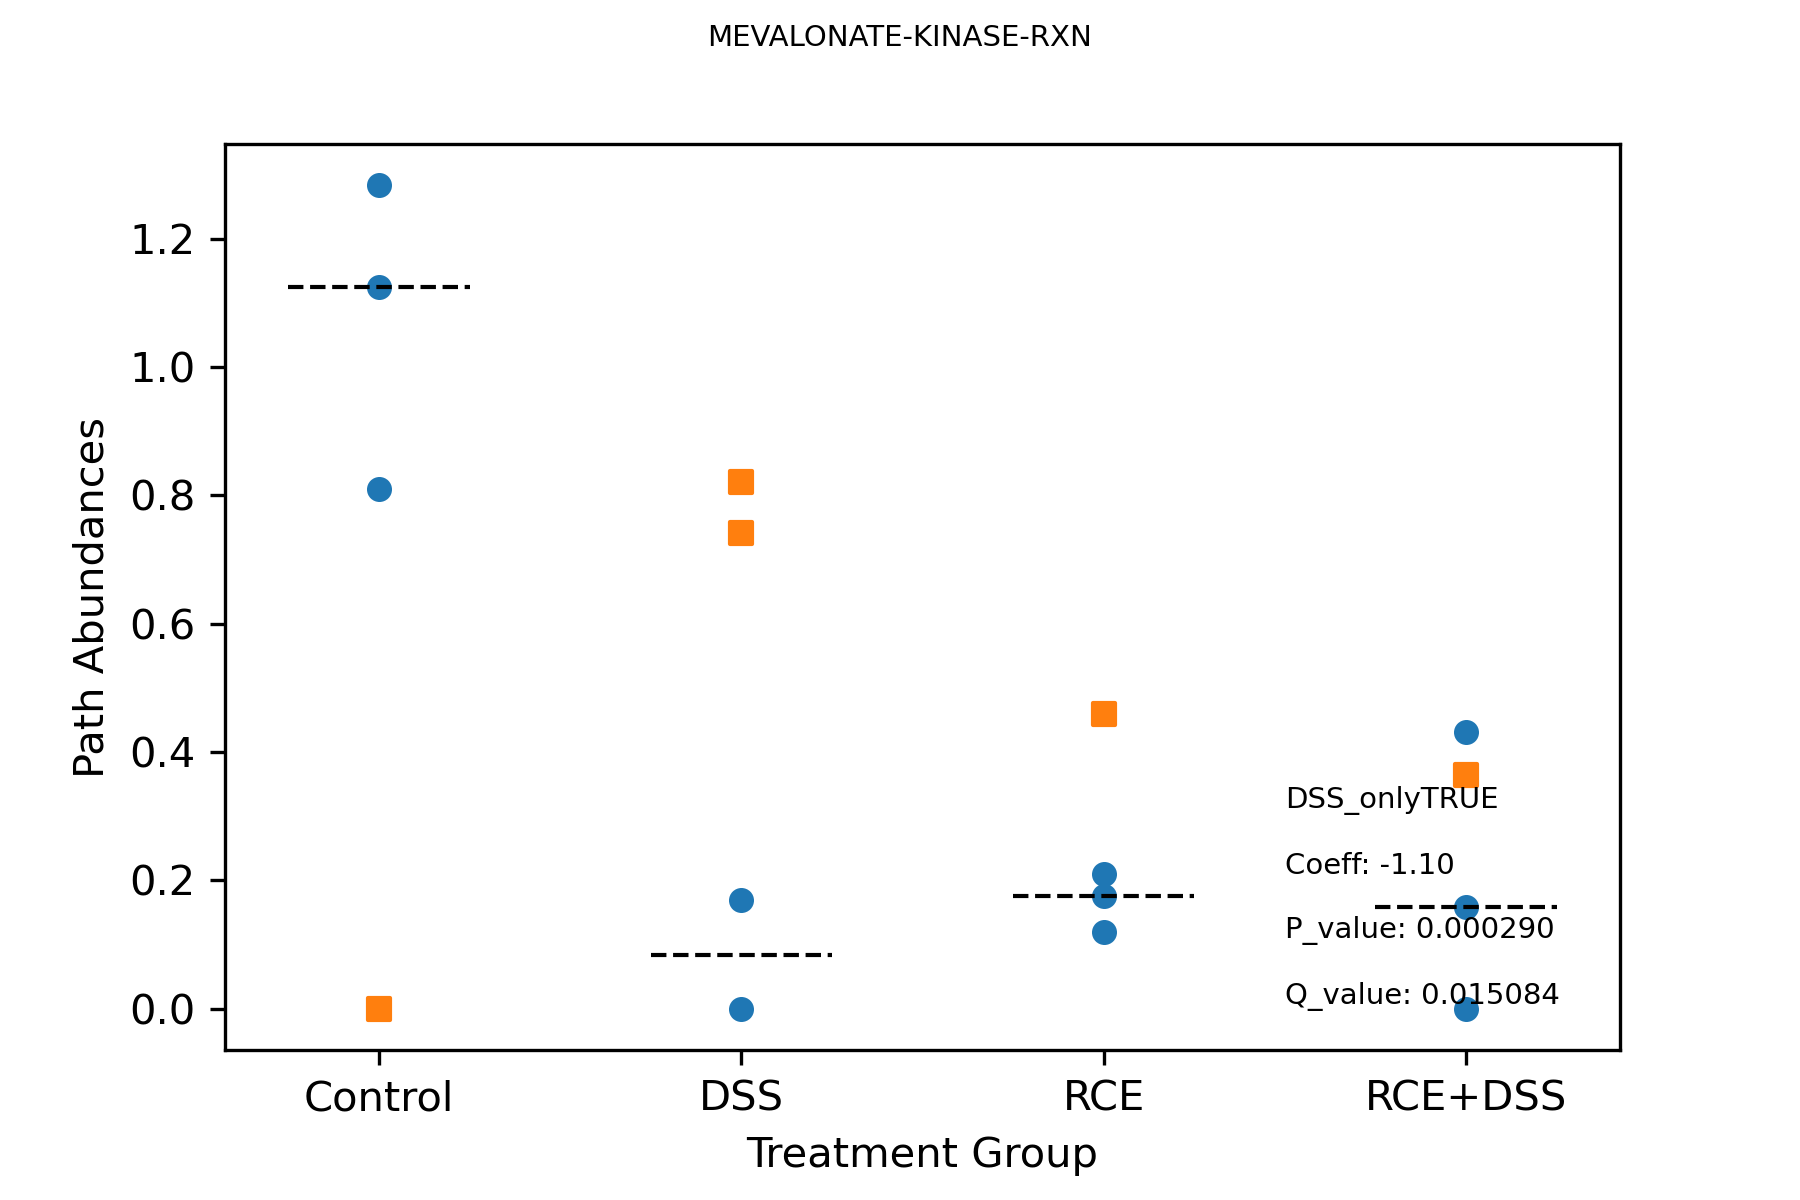 MEVALONATE-KINASE-RXN
1.2
1.0
0.8
0.6
0.4
0.2
0.0
Path Abundances
DSS_onlyTRUE
Coeff: -1.10
P_value: 0.000290
Q_value: 0.015084
Control DSS RCE RCE+DSS
Treatment Group